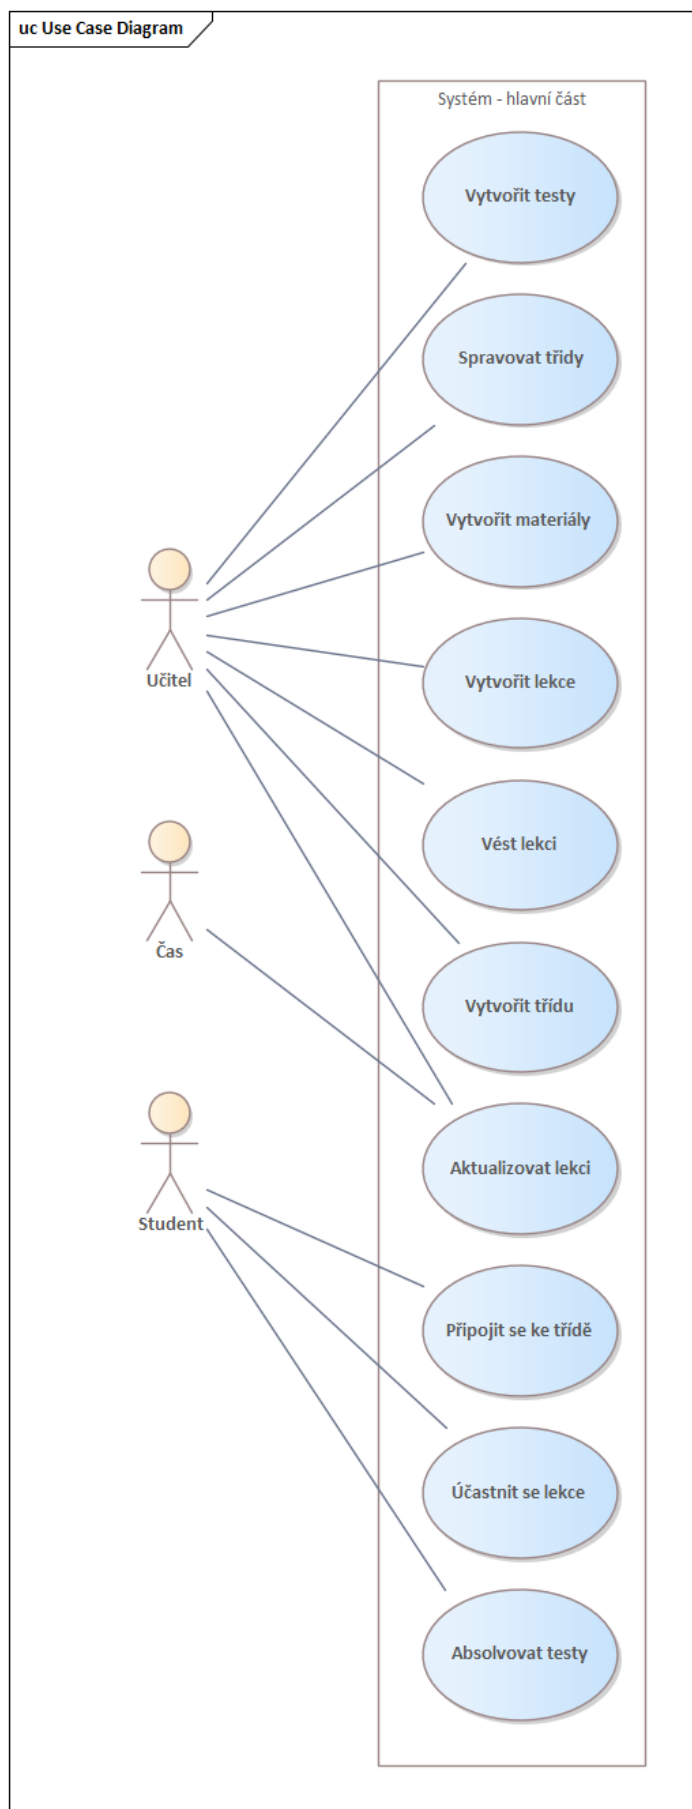 uc Use Case Diagram
Systém - hlavní část
Vytvořit testy
Spravovat třidy
Vytvořit materiály
Učitel
Vytvořit lekce
Vést lekci
Čas
Vytvořit třídu
Aktualizovat lekci
Student
Připojit se ke třídě
Účastnit se lekce
Absolvovat testy